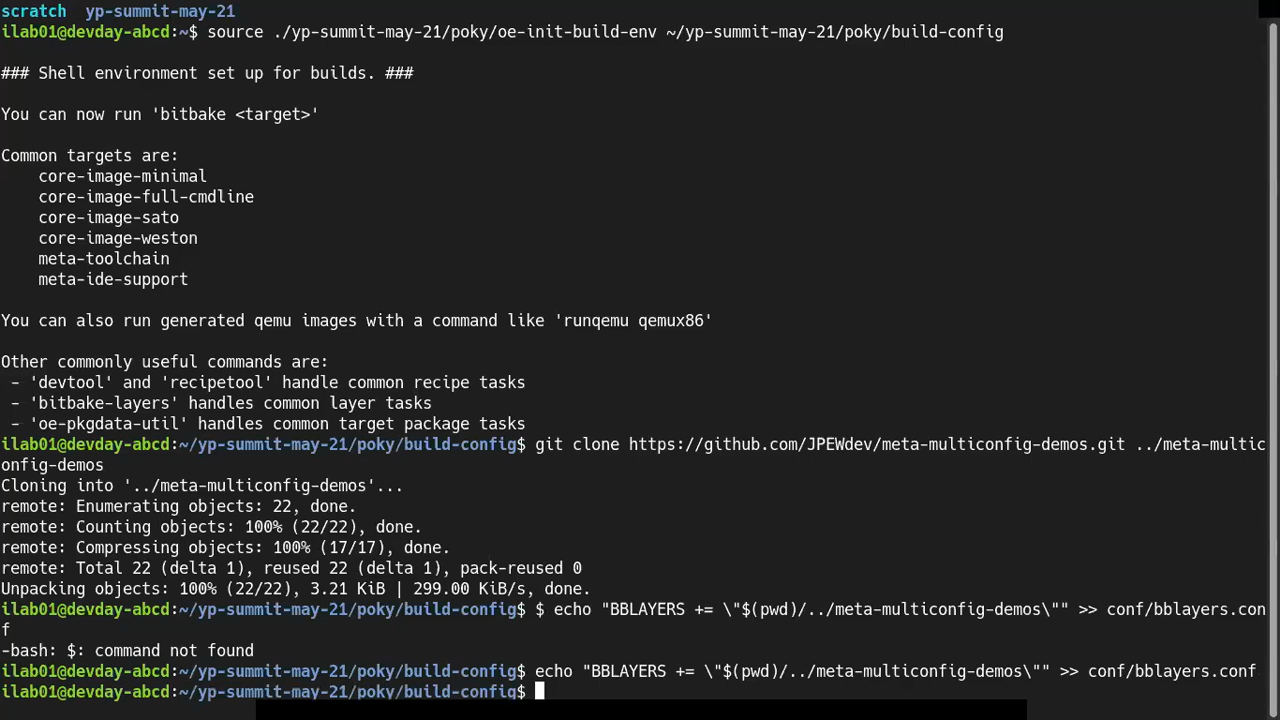 scratch  yp-summit-may-21
ilab01@devday-abcd:~$ source ./yp-summit-may-21/poky/oe-init-build-env ~/yp-summit-may-21/poky/build-config
### Shell environment set up for builds. ###
You can now run 'bitbake <target>'
Common targets are:
    core-image-minimal
    core-image-full-cmdline
    core-image-sato
    core-image-weston
    meta-toolchain
    meta-ide-support
You can also run generated qemu images with a command like 'runqemu qemux86'
Other commonly useful commands are:
 - 'devtool' and 'recipetool' handle common recipe tasks
 - 'bitbake-layers' handles common layer tasks
 - 'oe-pkgdata-util' handles common target package tasks
ilab01@devday-abcd:~/yp-summit-may-21/poky/build-config$ git clone https://github.com/JPEWdev/meta-multiconfig-demos.git ../meta-multic
onfig-demos
Cloning into '../meta-multiconfig-demos'...
remote: Enumerating objects: 22, done.
remote: Counting objects: 100% (22/22), done.
remote: Compressing objects: 100% (17/17), done.
remote: Total 22 (delta 1), reused 22 (delta 1), pack-reused 0
Unpacking objects: 100% (22/22), 3.21 KiB | 299.00 KiB/s, done.
ilab01@devday-abcd:~/yp-summit-may-21/poky/build-config$ $ echo "BBLAYERS += \"$(pwd)/../meta-multiconfig-demos\"" >> conf/bblayers.con
f
-bash: $: command not found
ilab01@devday-abcd:~/yp-summit-may-21/poky/build-config$ echo "BBLAYERS += \"$(pwd)/../meta-multiconfig-demos\"" >> conf/bblayers.conf
ilab01@devday-abcd:~/yp-summit-may-21/poky/build-config$